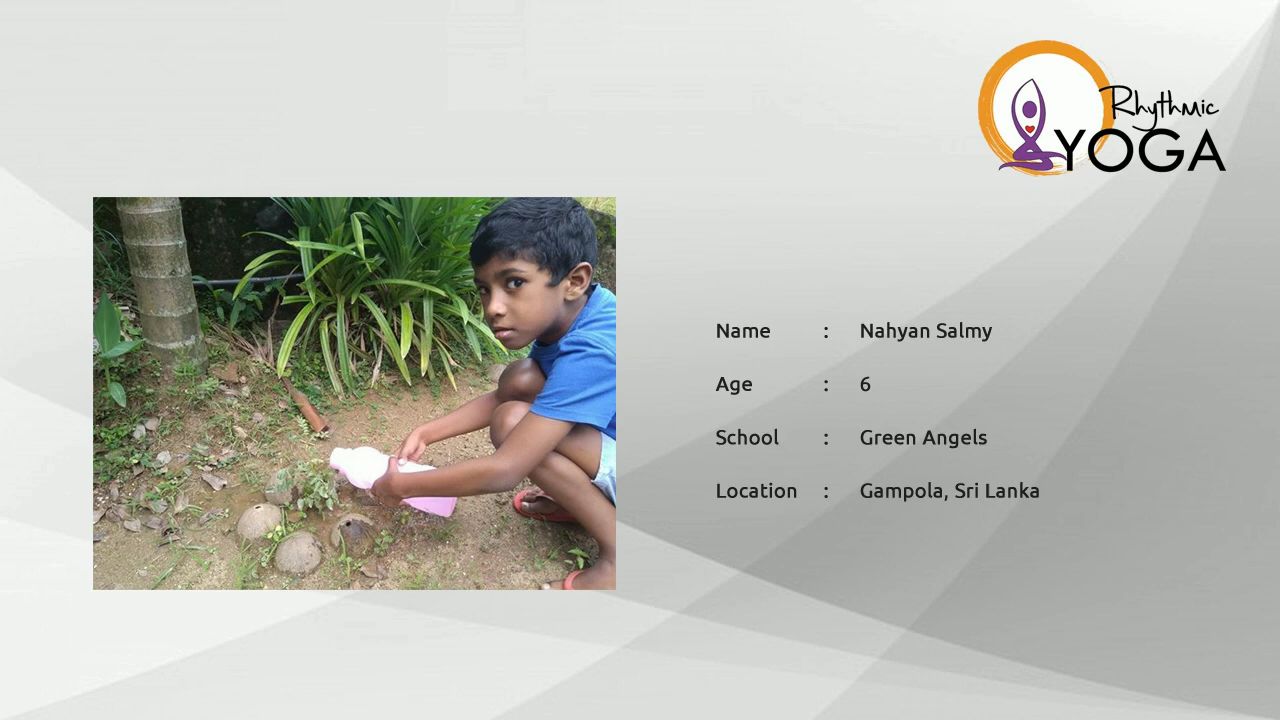 Rhythmic
YOGA
Name : Nahyan Salmy
Age : 6
School : Green Angels
Location : Gampola, Sri Lanka